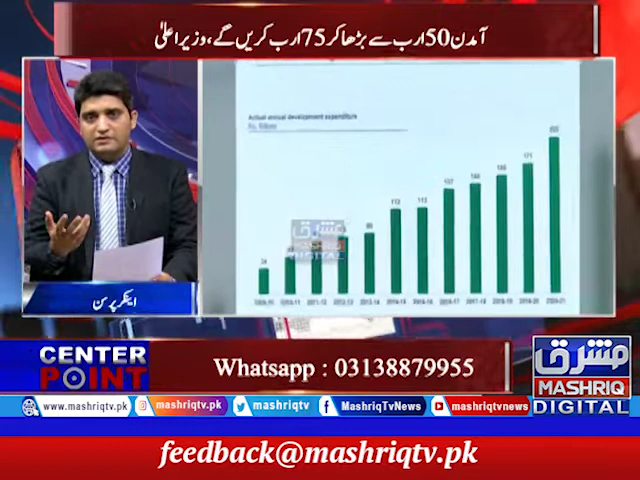 آمدن 50 ارب سے بڑھا کر 75 ارب کریں گے، وزیراعلیٰ
Actual annual development expenditure
Rs. Billion
113
113
171
2009-10 2010-11 2011-12 2012-13 2013-14 2014-15 2015-16 2016-17 2017-18 2018-19 2019-20 2020-21
مشرق
DIGITAL
اینکر پرسن
CENTER
POINT
Whatsapp : 03138879955
مشرق
MASHRIQ
DIGITAL
www.mashriqtv.pk mashriqtv.pk mashriqtv MashriqTvNews mashriqtvnews
feedback@mashriqtv.pk